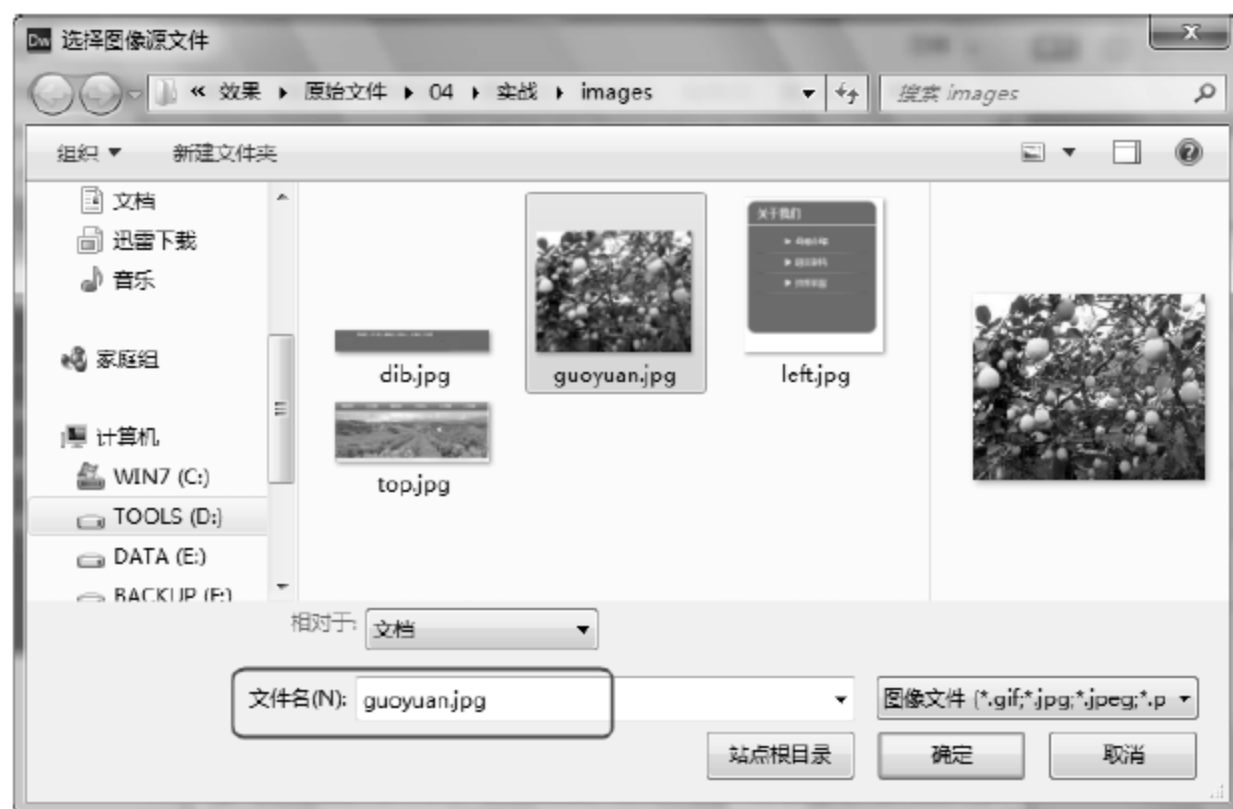 Dw 选择图像源文件
« 效果 ▸ 原始文件 ▸ 04 ▸ 实战 ▸ images
搜索 images
组织 ▼ 新建文件夹
文档
迅雷下载
音乐
家庭组
计算机
WIN7 (C:)
TOOLS (D:)
DATA (E:)
BACKUP (F:)
关于我们
dib.jpg
guoyuan.jpg
left.jpg
top.jpg
相对于: 文档
文件名(N): guoyuan.jpg
图像文件 (*.gif;*.jpg;*.jpeg;*.p
站点根目录
确定
取消